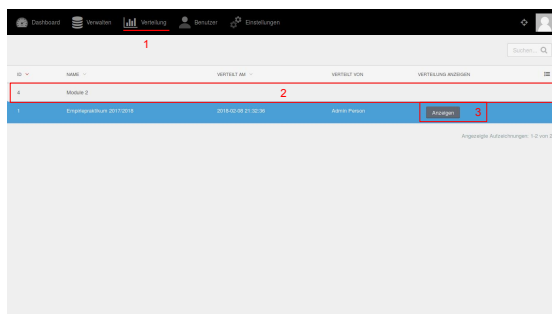 Dashboard Verwalten Verteilung Benutzer Einstellungen
1
Suchen...
ID NAME VERTEILT AM VERTEILT VON VERTEILUNG ANZEIGEN
4 Module 2
2
1 Empiriepraktikum 2017/2018 2018-02-06 21:32:36 Admin Person Anzeigen 3
Angezeigte Aufzeichnungen: 1-2 von 2